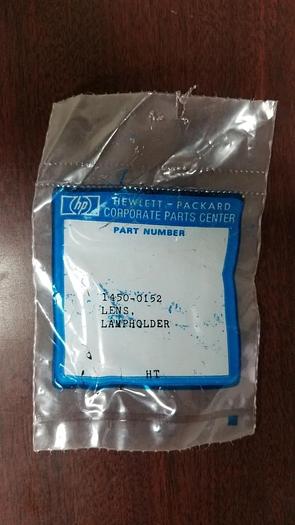 hp
HEWLETT-PACKARD
CORPORATE PARTS CENTER
PART NUMBER
1450-0152
LENS,
LAMPHOLDER
HT